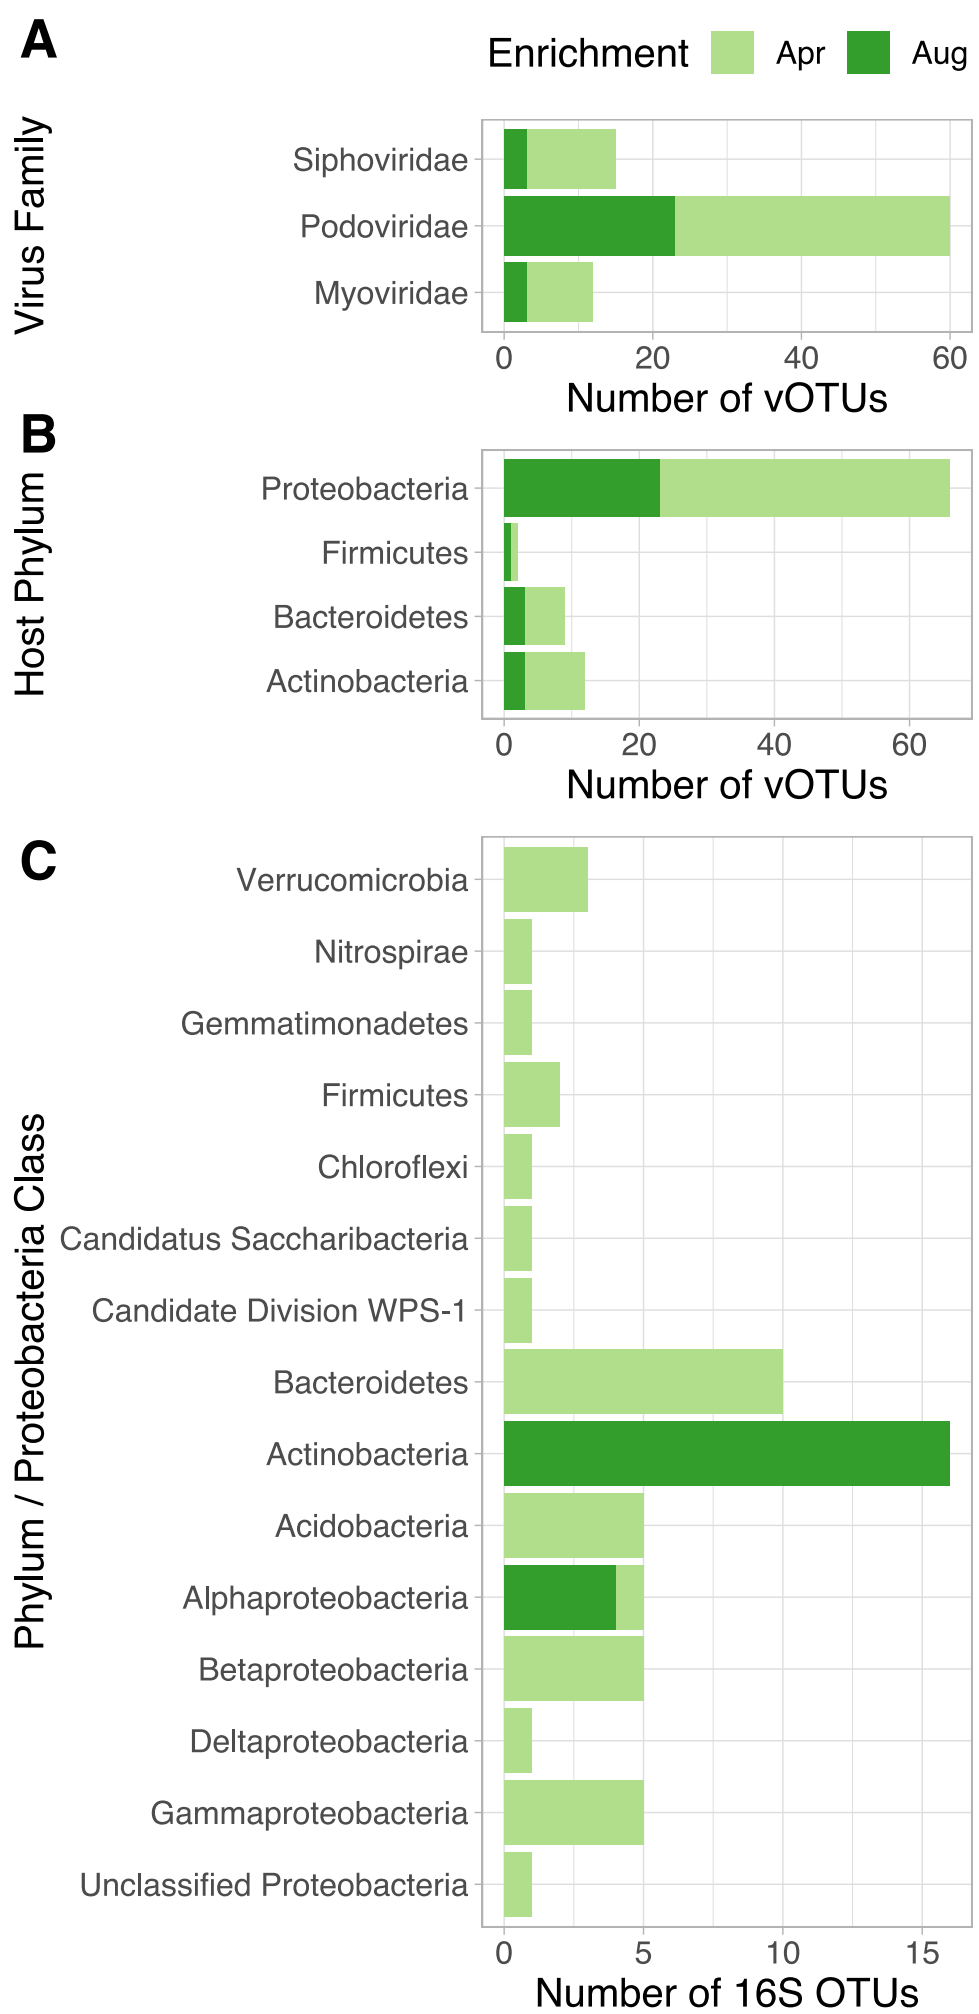 A
Enrichment Apr Aug
Virus Family
Siphoviridae
Podoviridae
Myoviridae
0 20 40 60
Number of vOTUs
B
Host Phylum
Proteobacteria
Firmicutes
Bacteroidetes
Actinobacteria
0 20 40 60
Number of vOTUs
C
Phylum / Proteobacteria Class
Verrucomicrobia
Nitrospirae
Gemmatimonadetes
Firmicutes
Chloroflexi
Candidatus Saccharibacteria
Candidate Division WPS-1
Bacteroidetes
Actinobacteria
Acidobacteria
Alphaproteobacteria
Betaproteobacteria
Deltaproteobacteria
Gammaproteobacteria
Unclassified Proteobacteria
0 5 10 15
Number of 16S OTUs